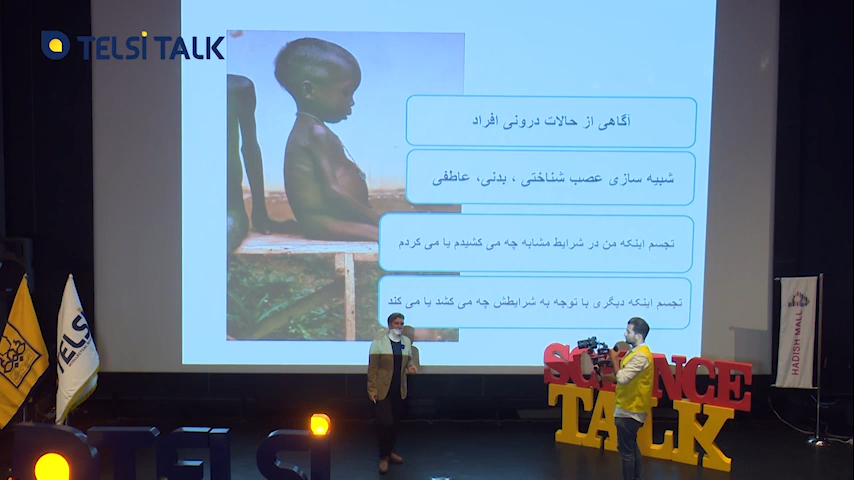 TELSI TALK
آگاهی از حالات درونی افراد
شبیه سازی عصب شناختی ، بدنی، عاطفی
تجسم اینکه من در شرایط مشابه چه می کشیدم یا می کردم
تجسم اینکه دیگری با توجه به شرایطش چه می کشد یا می کند
TELSI
HADISH MALL
SCIENCE
TALK
TELSI